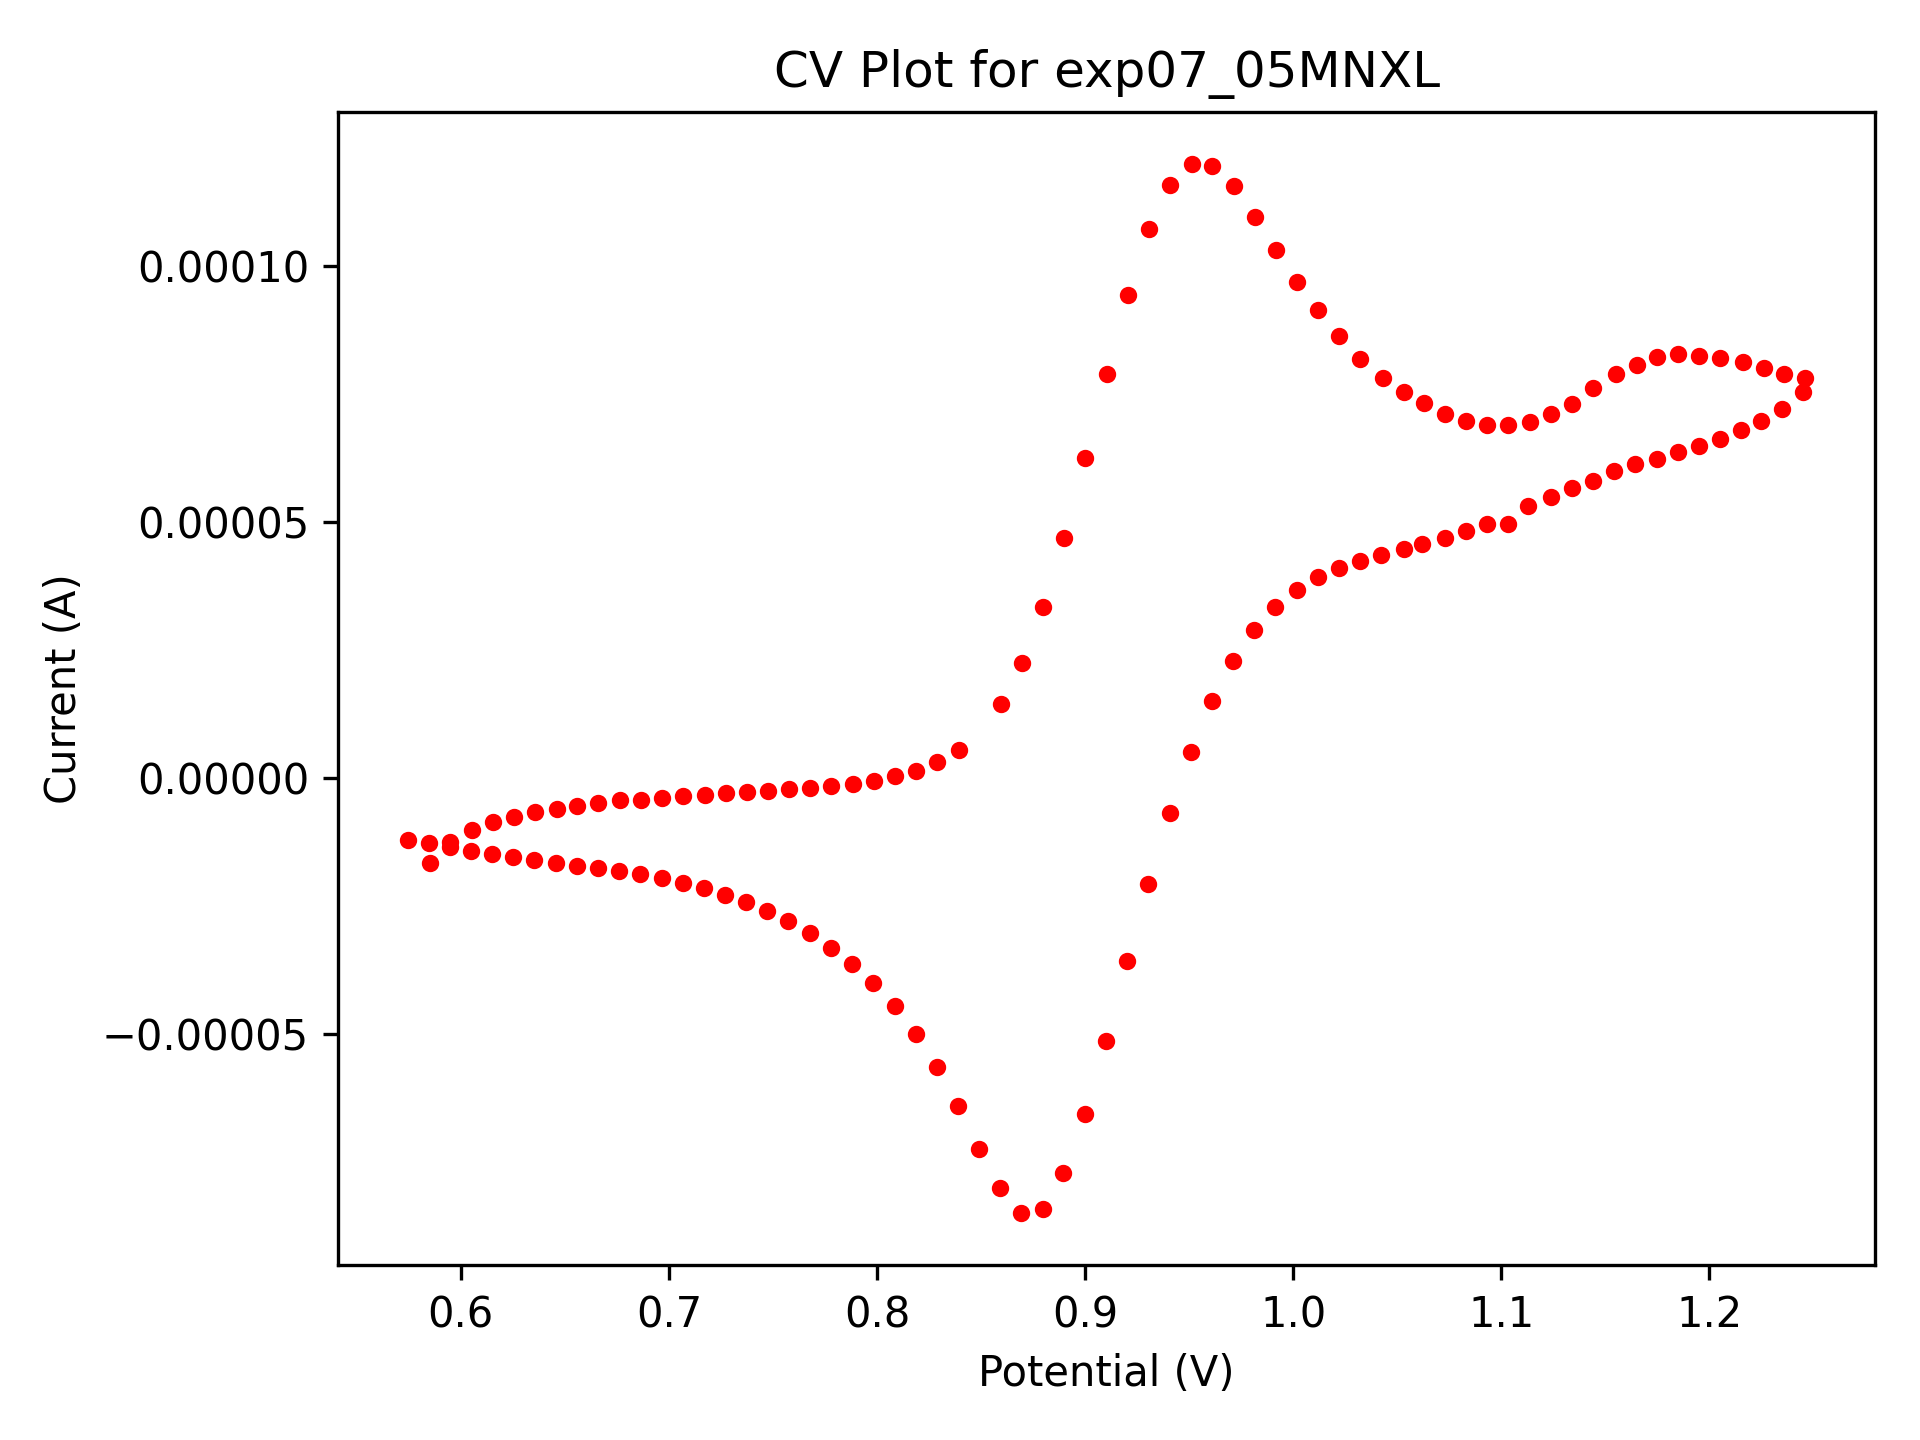 CV Plot for exp07_05MNXL
0.00010
0.00005
0.00000
−0.00005
Current (A)
0.6 0.7 0.8 0.9 1.0 1.1 1.2
Potential (V)